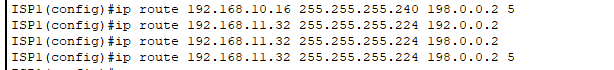 ISP1(config)#ip route 192.168.10.16 255.255.255.240 198.0.0.2 5
ISP1(config)#ip route 192.168.11.32 255.255.255.224 192.0.0.2
ISP1(config)#ip route 192.168.11.32 255.255.255.224 198.0.0.2
ISP1(config)#ip route 192.168.11.32 255.255.255.224 198.0.0.2 5